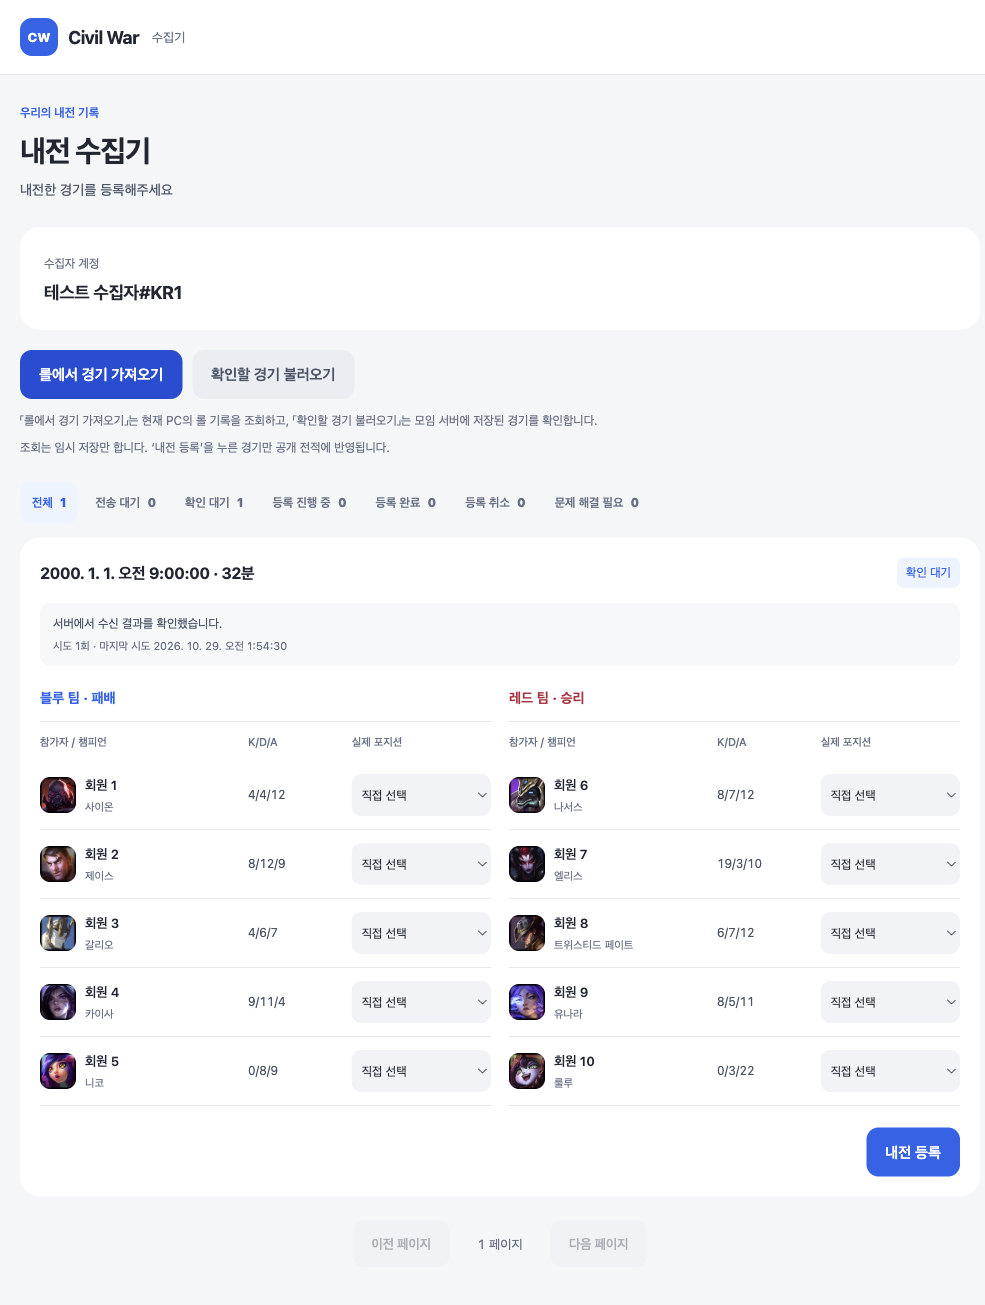 CW Civil War 수집기
우리의 내전 기록
내전 수집기
내전한 경기를 등록해주세요
수집자 계정
테스트 수집자#KR1
롤에서 경기 가져오기 확인할 경기 불러오기
「롤에서 경기 가져오기」는 현재 PC의 롤 기록을 조회하고, 「확인할 경기 불러오기」는 모임 서버에 저장된 경기를 확인합니다.
조회는 임시 저장만 합니다. ‘내전 등록’을 누른 경기만 공개 전적에 반영됩니다.
전체 1 전송 대기 0 확인 대기 1 등록 진행 중 0 등록 완료 0 등록 취소 0 문제 해결 필요 0
2000. 1. 1. 오전 9:00:00 · 32분 확인 대기
서버에서 수신 결과를 확인했습니다.
시도 1회 · 마지막 시도 2026. 10. 29. 오전 1:54:30
블루 팀 · 패배
참가자 / 챔피언 K/D/A 실제 포지션
회원 1 4/4/12 직접 선택
사이온
회원 2 8/12/9 직접 선택
제이스
회원 3 4/6/7 직접 선택
갈리오
회원 4 9/11/4 직접 선택
카이사
회원 5 0/8/9 직접 선택
니코
레드 팀 · 승리
참가자 / 챔피언 K/D/A 실제 포지션
회원 6 8/7/12 직접 선택
나서스
회원 7 19/3/10 직접 선택
엘리스
회원 8 6/7/12 직접 선택
트위스티드 페이트
회원 9 8/5/11 직접 선택
유나라
회원 10 0/3/22 직접 선택
룰루
내전 등록
이전 페이지 1 페이지 다음 페이지